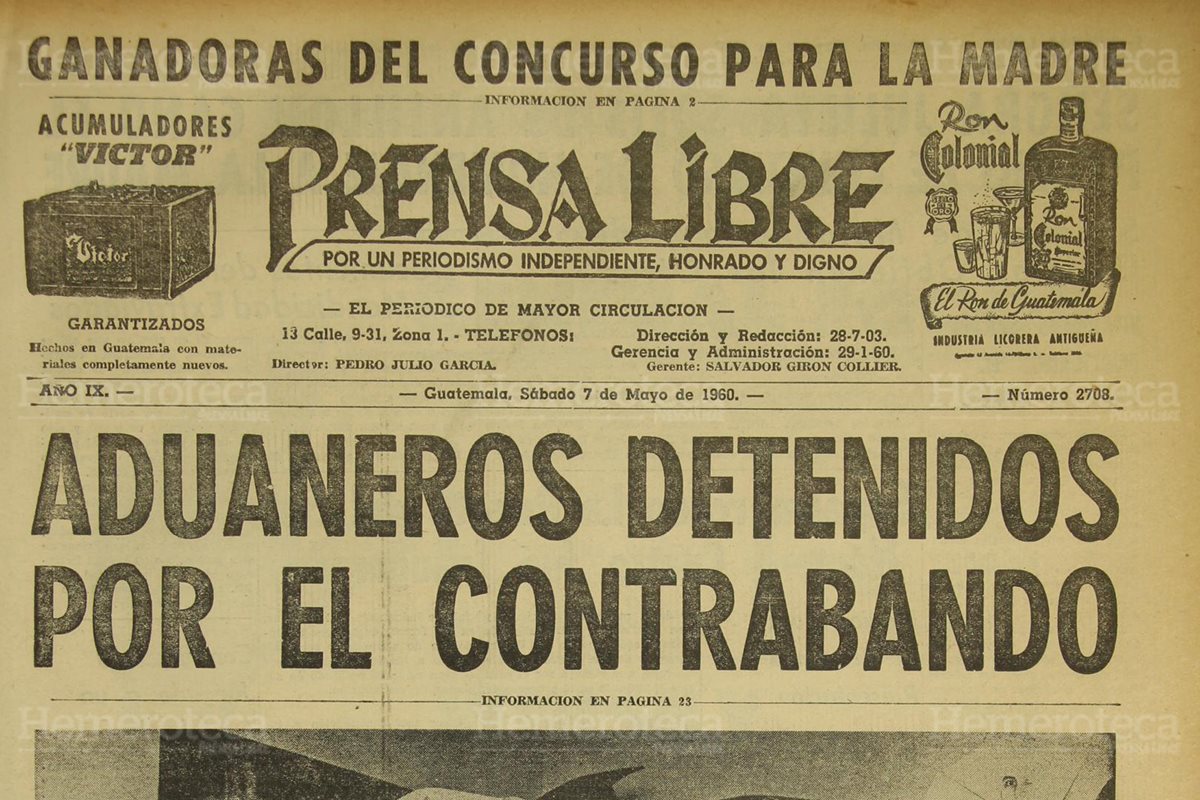 GANADORAS DEL CONCURSO PARA LA MADRE
INFORMACION EN PAGINA 2
ACUMULADORES
"VICTOR"
Victor
GARANTIZADOS
Hechos en Guatemala con mate-
riales completamente nuevos.
PRENSA LIBRE
POR UN PERIODISMO INDEPENDIENTE, HONRADO Y DIGNO
— EL PERIODICO DE MAYOR CIRCULACION —
13 Calle, 9-31, Zona 1. - TELEFONOS:
Dirección y Redacción: 28-7-03.
Gerencia y Administración: 29-1-60.
Director: PEDRO JULIO GARCIA.
Gerente: SALVADOR GIRON COLLIER.
Ron
Colonial
Ron
Colonial
Superior
El Ron de Guatemala
INDUSTRIA LICORERA ANTIGUEÑA
AÑO IX. —
— Guatemala, Sábado 7 de Mayo de 1960. —
— Número 2708.
ADUANEROS DETENIDOS
POR EL CONTRABANDO
INFORMACION EN PAGINA 23
Hemeroteca
Hemeroteca
Hemeroteca